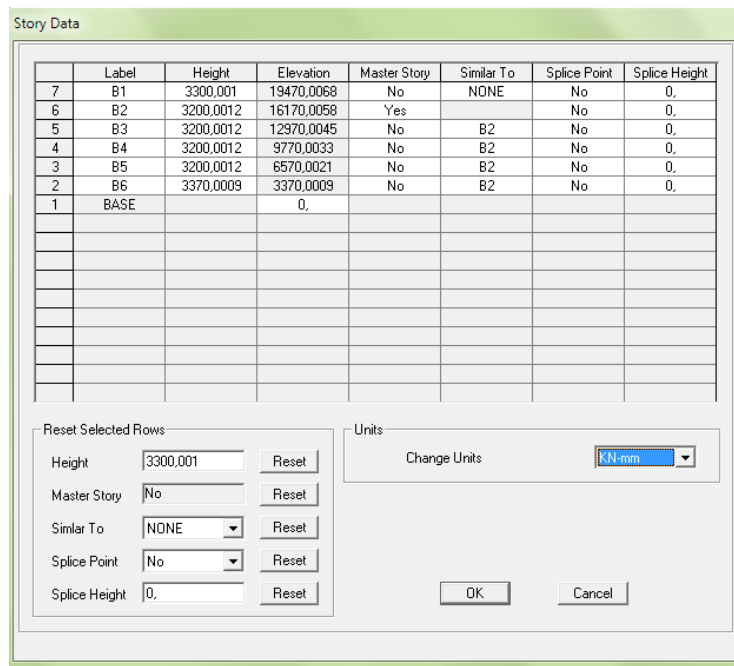 Story Data
Label Height Elevation Master Story Similar To Splice Point Splice Height
7 B1 3300,001 19470,0068 No NONE No 0,
6 B2 3200,0012 16170,0058 Yes No 0,
5 B3 3200,0012 12970,0045 No B2 No 0,
4 B4 3200,0012 9770,0033 No B2 No 0,
3 B5 3200,0012 6570,0021 No B2 No 0,
2 B6 3370,0009 3370,0009 No B2 No 0,
1 BASE 0,
Reset Selected Rows
Height 3300,001 Reset
Master Story No Reset
Simlar To NONE Reset
Splice Point No Reset
Splice Height 0, Reset
Units
Change Units KN-mm
OK Cancel